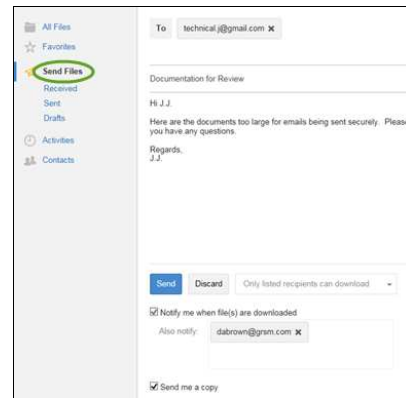 All Files
Favorites
Send Files
Received
Sent
Drafts
Activities
Contacts
To technical.j@gmail.com ✖
Documentation for Review
Hi J.J.
Here are the documents too large for emails being sent securely. Please
you have any questions.
Regards,
J.J.
Send Discard Only listed recipients can download
Notify me when file(s) are downloaded
Also notify: dabrown@grsm.com ✖
Send me a copy